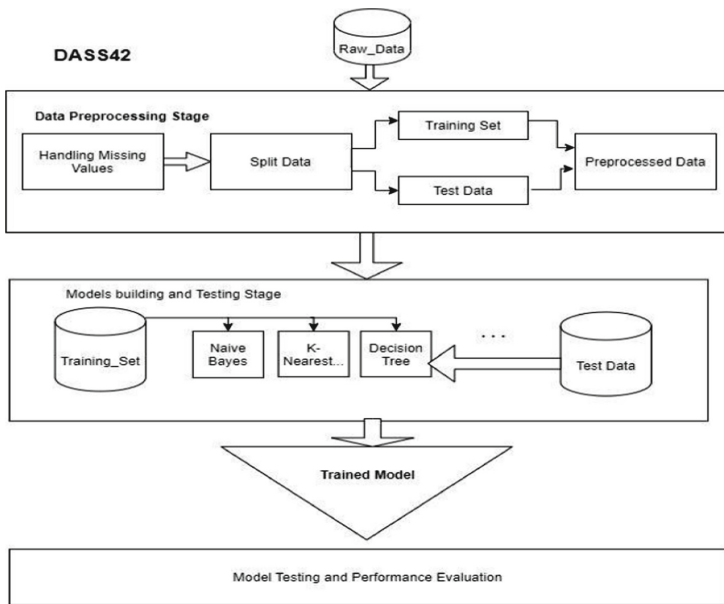 Raw_Data
DASS42
Data Preprocessing Stage
Handling Missing
Values
Split Data
Training Set
Test Data
Preprocessed Data
Models building and Testing Stage
Training_Set
Naive
Bayes
K-
Nearest...
Decision
Tree
...
Test Data
Trained Model
Model Testing and Performance Evaluation